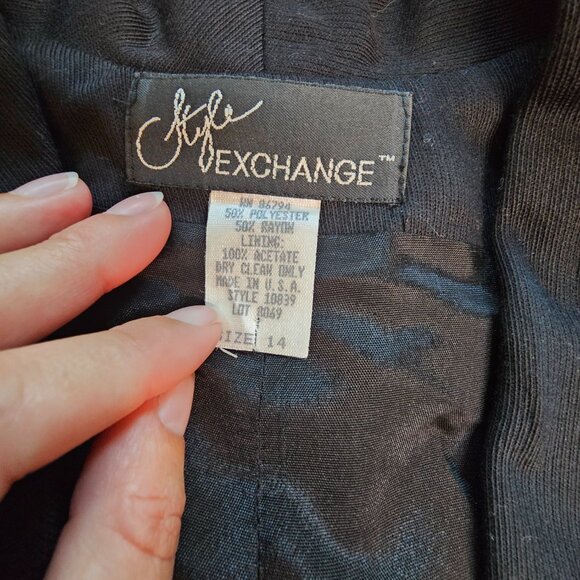 Style
EXCHANGE™
RN 86794
50% POLYESTER
50% RAYON
LINING:
100% ACETATE
DRY CLEAN ONLY
MADE IN U.S.A.
STYLE 10839
LOT 8069
SIZE 14